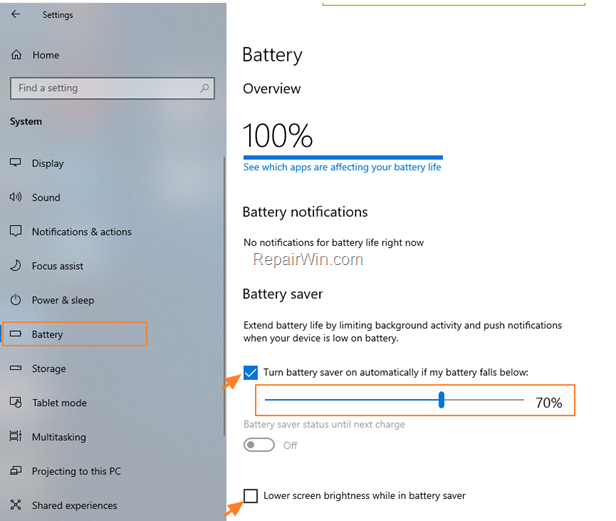 Settings
Home
Find a setting
System
Display
Sound
Notifications & actions
Focus assist
Power & sleep
Battery
Storage
Tablet mode
Multitasking
Projecting to this PC
Shared experiences
Battery
Overview
100%
See which apps are affecting your battery life
Battery notifications
No notifications for battery life right now
RepairWin.com
Battery saver
Extend battery life by limiting background activity and push notifications
when your device is low on battery.
Turn battery saver on automatically if my battery falls below:
70%
Battery saver status until next charge
Off
Lower screen brightness while in battery saver